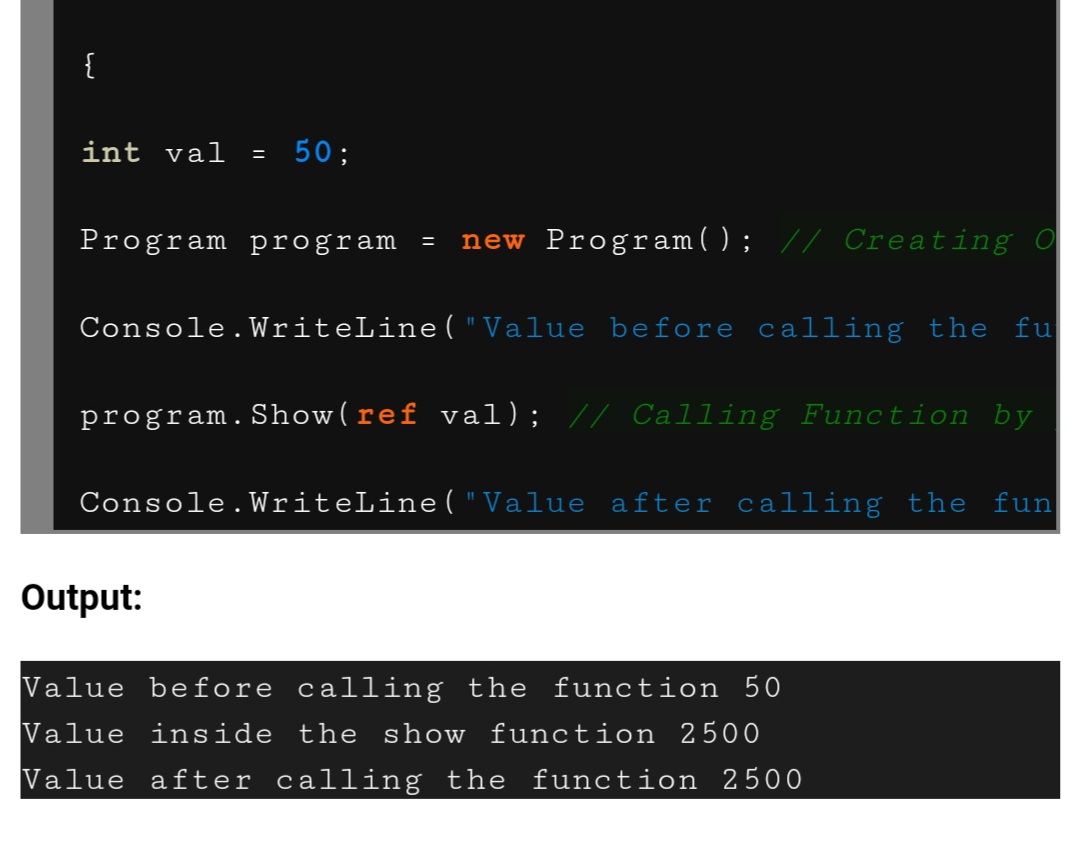 {
int val = 50;
Program program = new Program(); // Creating O
Console.WriteLine("Value before calling the fu
program.Show(ref val); // Calling Function by
Console.WriteLine("Value after calling the fun
Output:
Value before calling the function 50
Value inside the show function 2500
Value after calling the function 2500